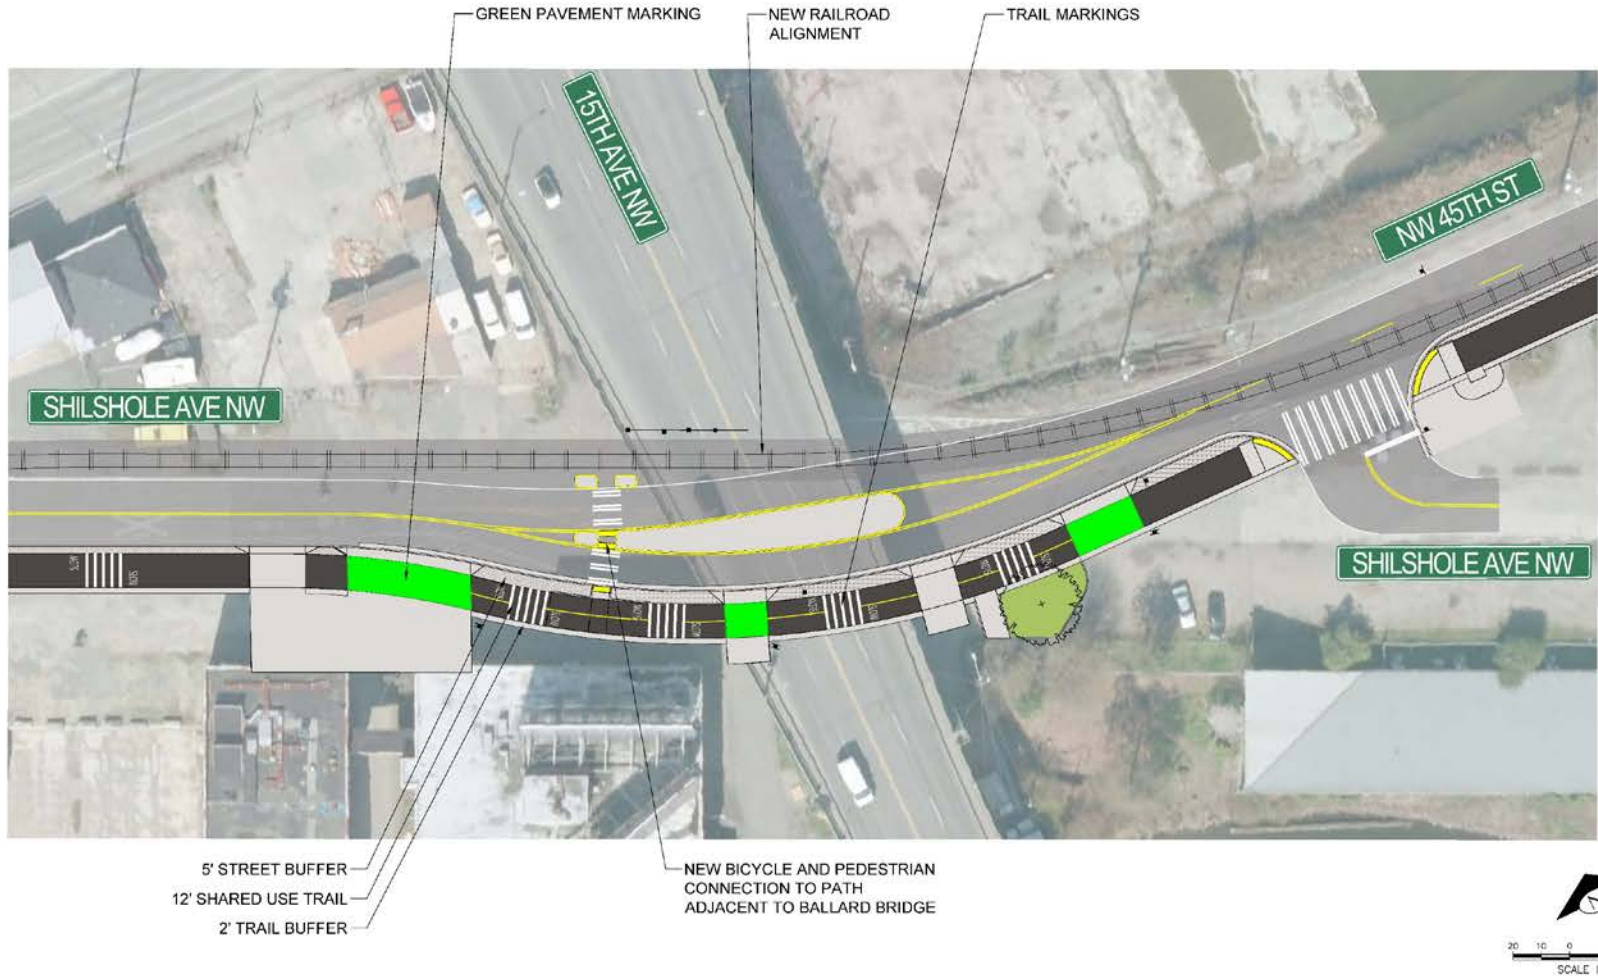 GREEN PAVEMENT MARKING
NEW RAILROAD
ALIGNMENT
TRAIL MARKINGS
15TH AVE NW
NW 45TH ST
SHILSHOLE AVE NW
SHILSHOLE AVE NW
5' STREET BUFFER
12' SHARED USE TRAIL
2' TRAIL BUFFER
NEW BICYCLE AND PEDESTRIAN
CONNECTION TO PATH
ADJACENT TO BALLARD BRIDGE
20 10 0
SCALE